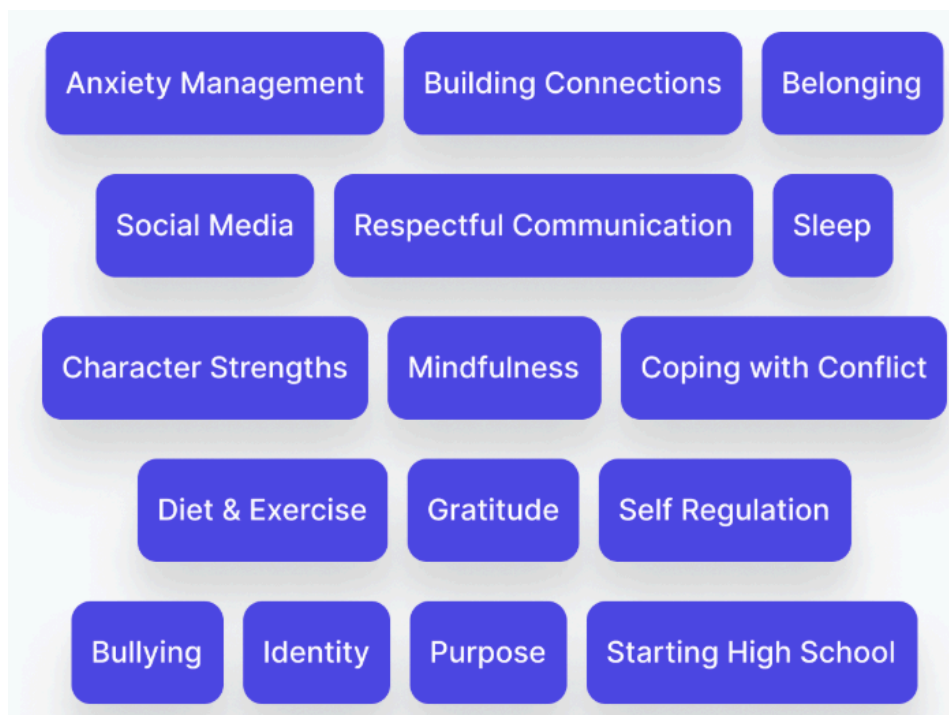 Anxiety Management Building Connections Belonging
Social Media Respectful Communication Sleep
Character Strengths Mindfulness Coping with Conflict
Diet & Exercise Gratitude Self Regulation
Bullying Identity Purpose Starting High School